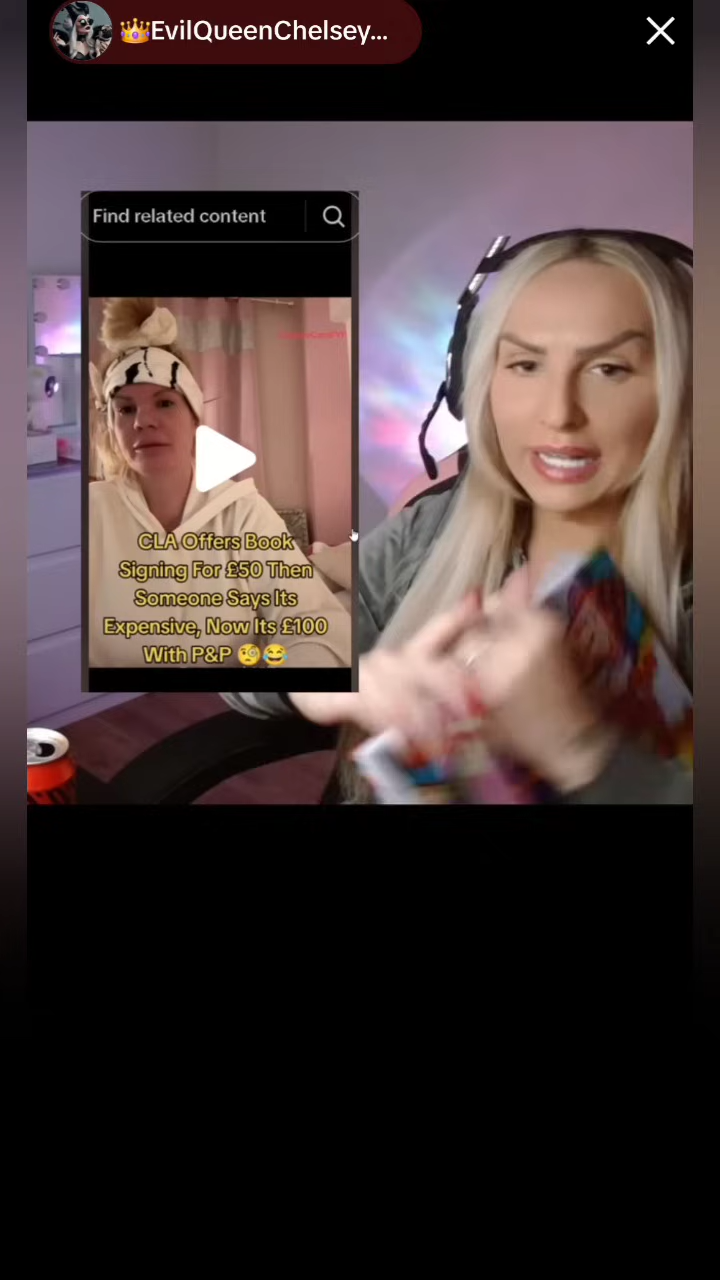 👑EvilQueenChelsey...
Find related content
CLA Offers Book
Signing For £50 Then
Someone Says Its
Expensive, Now Its £100
With P&P 🧐😂